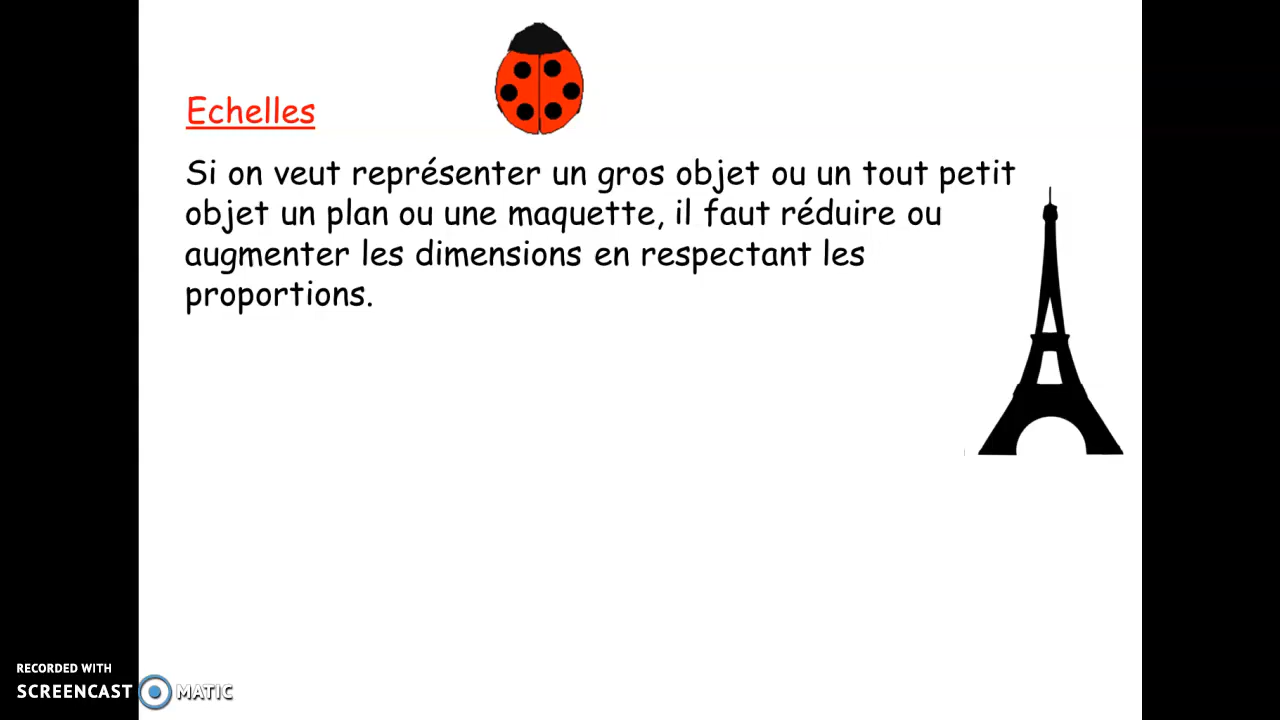 Echelles
Si on veut représenter un gros objet ou un tout petit
objet un plan ou une maquette, il faut réduire ou
augmenter les dimensions en respectant les
proportions.
RECORDED WITH
SCREENCAST MATIC